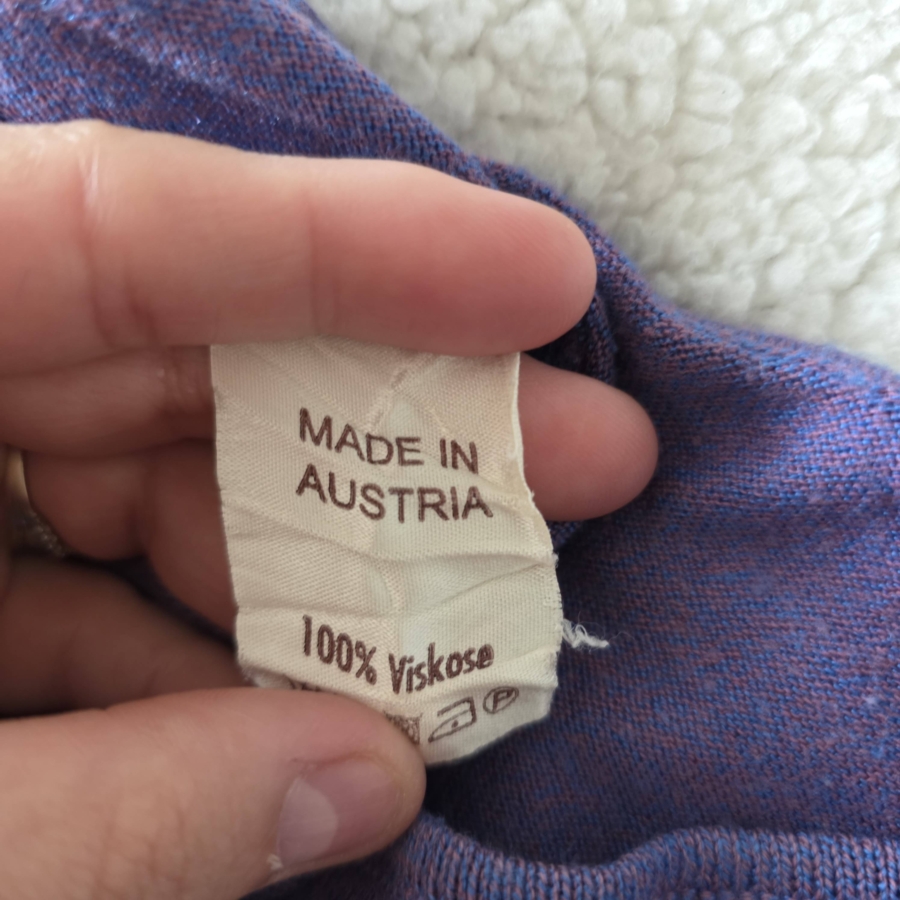 MADE IN
AUSTRIA
100% Viskose
P